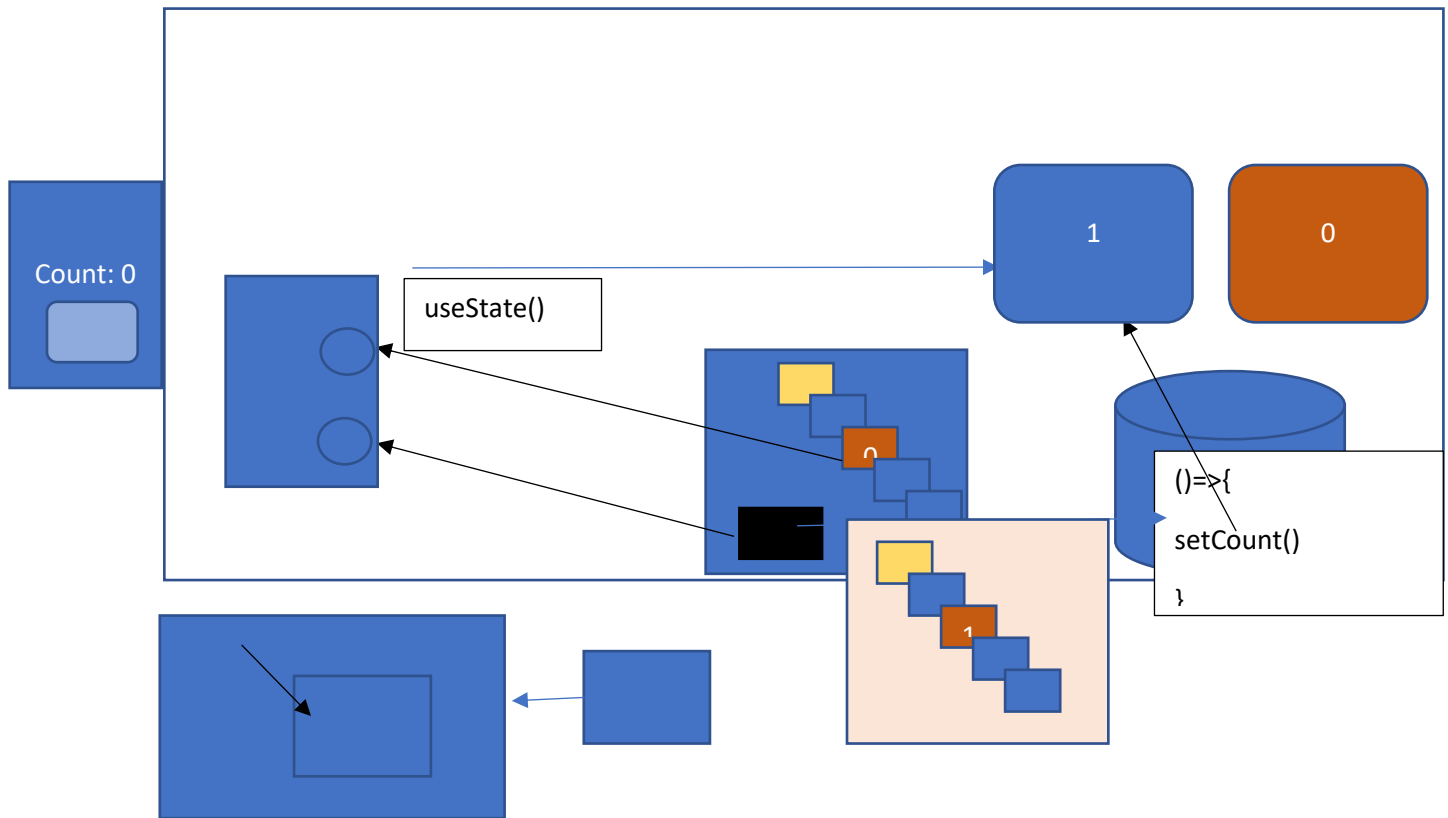 1
0
Count: 0
useState()
0
()=>{
setCount()
}
1